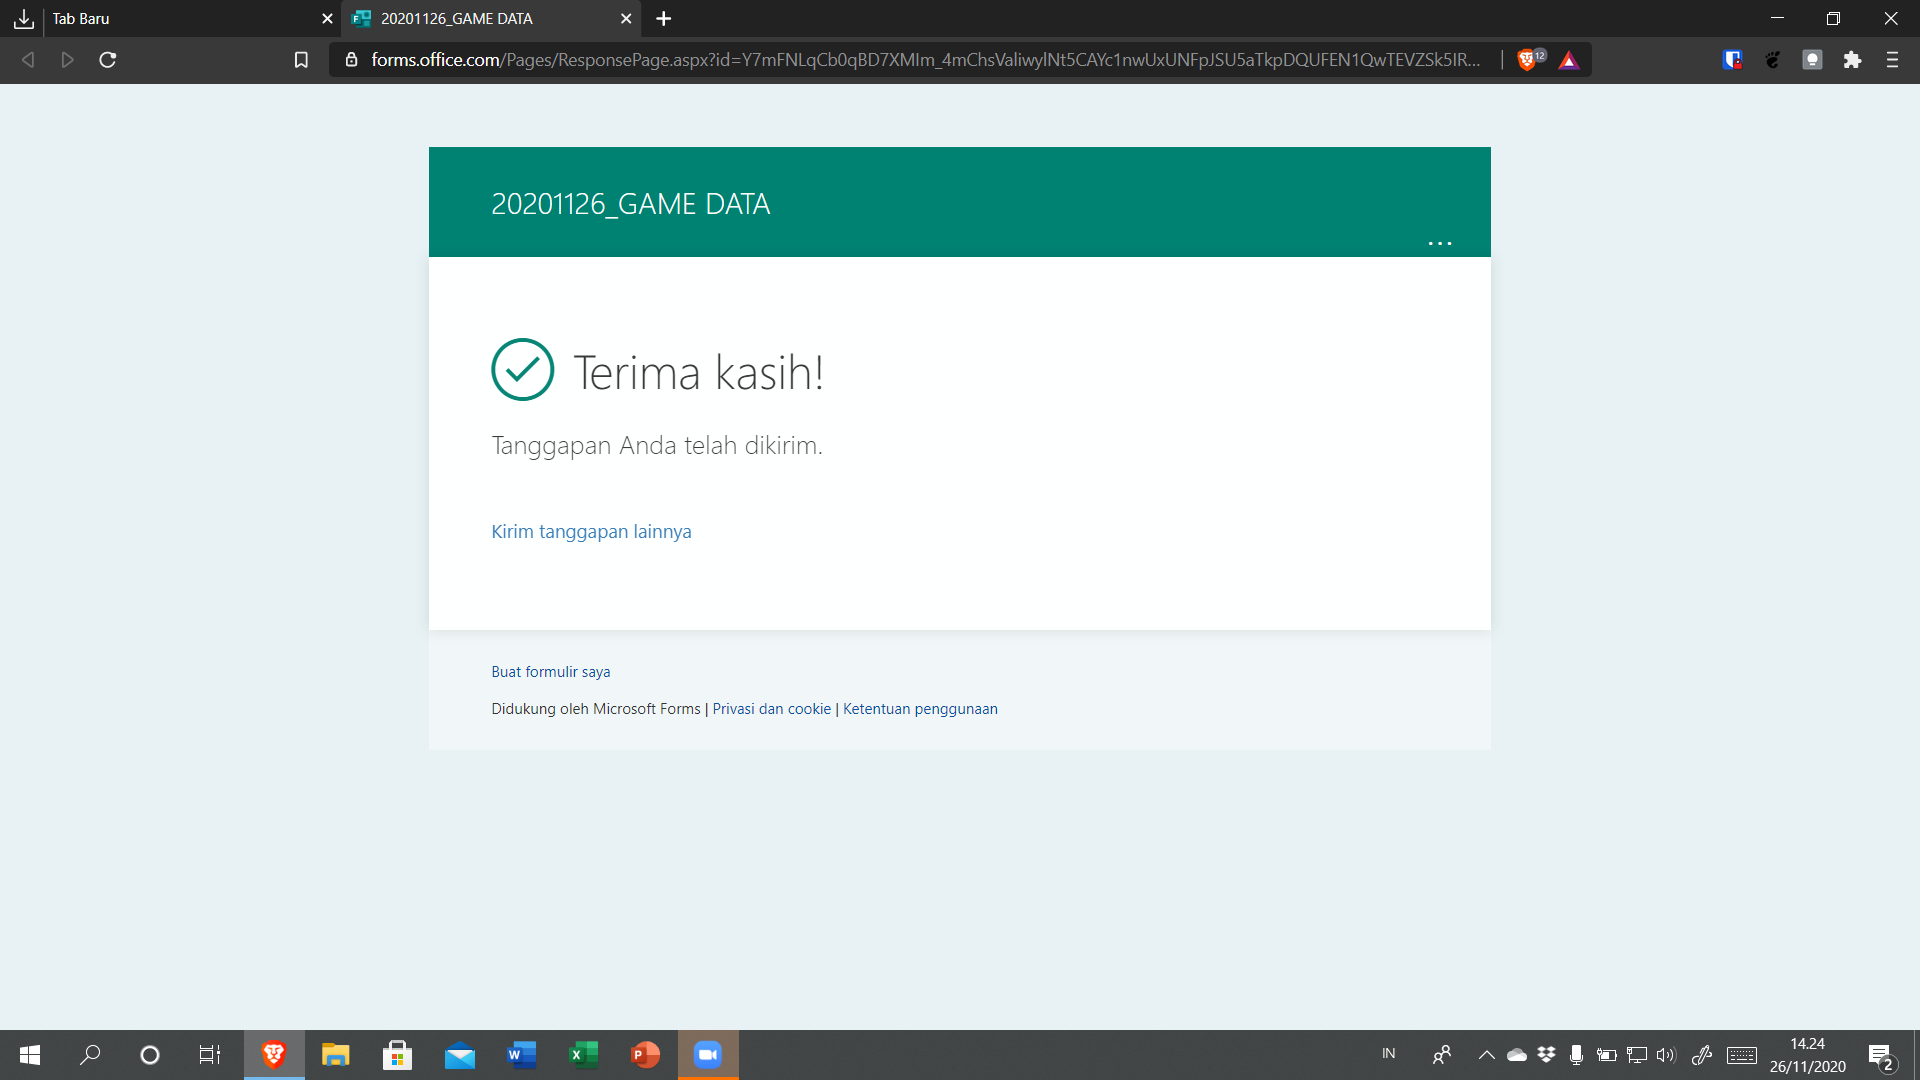 Tab Baru
20201126_GAME DATA
forms.office.com/Pages/ResponsePage.aspx?id=Y7mFNLqCb0qBD7XMIm_4mChsValiwylNt5CAYc1nwUxUNFpJSU5aTkpDQUFEN1QwTEVZSk5IR...
12
20201126_GAME DATA
...
Terima kasih!
Tanggapan Anda telah dikirim.
Kirim tanggapan lainnya
Buat formulir saya
Didukung oleh Microsoft Forms | Privasi dan cookie | Ketentuan penggunaan
IN
14.24
26/11/2020
2